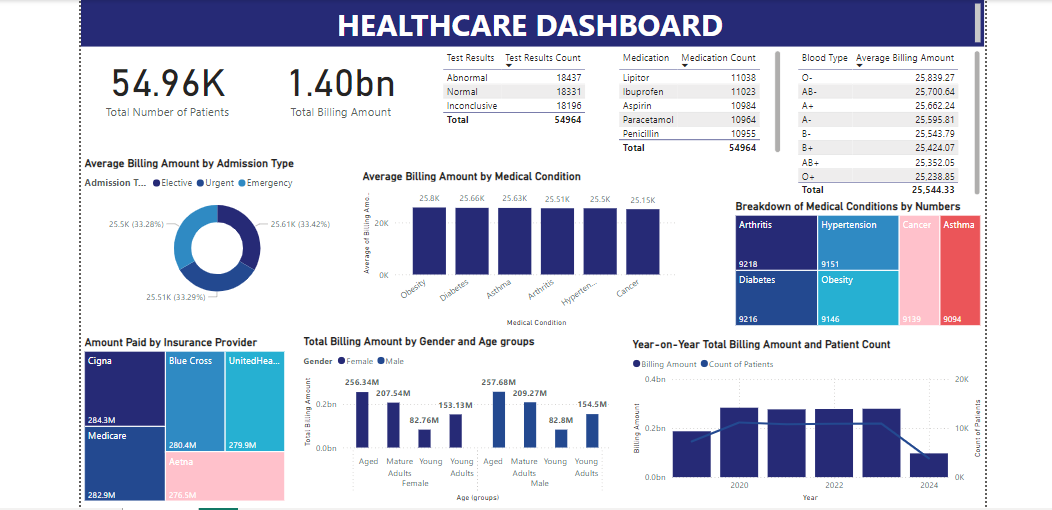 HEALTHCARE DASHBOARD
54.96K
Total Number of Patients
1.40bn
Total Billing Amount
Test Results Test Results Count
Abnormal 18437
Normal 18331
Inconclusive 18196
Total 54964
Medication Medication Count
Lipitor 11038
Ibuprofen 11023
Aspirin 10984
Paracetamol 10964
Penicillin 10955
Total 54964
Blood Type Average Billing Amount
O- 25,839.27
AB- 25,700.64
A+ 25,662.24
A- 25,595.81
B- 25,543.79
B+ 25,424.07
AB+ 25,352.05
O+ 25,238.85
Total 25,544.33
Average Billing Amount by Admission Type
Admission T... Elective Urgent Emergency
25.5K (33.28%)
25.61K (33.42%)
25.51K (33.29%)
Average Billing Amount by Medical Condition
Average of Billing Amo...
20K
0K
25.8K 25.66K 25.63K 25.51K 25.5K 25.15K
Obesity Diabetes Asthma Arthritis Hyperten... Cancer
Medical Condition
Breakdown of Medical Conditions by Numbers
Arthritis
9218
Diabetes
9216
Hypertension
9151
Obesity
9146
Cancer
9139
Asthma
9094
Amount Paid by Insurance Provider
Cigna
284.3M
Medicare
282.9M
Blue Cross
280.4M
UnitedHea...
279.9M
Aetna
276.5M
Total Billing Amount by Gender and Age groups
Gender Female Male
Total Billing Amount
0.2bn
0.0bn
256.34M 207.54M 82.76M 153.13M 257.68M 209.27M 82.8M 154.5M
Aged Mature Adults Young Young Adults Aged Mature Adults Young Young Adults
Female Male
Age (groups)
Year-on-Year Total Billing Amount and Patient Count
Billing Amount Count of Patients
Billing Amount
0.4bn
0.2bn
0.0bn
20K
10K
0K
Count of Patients
2020 2022 2024
Year